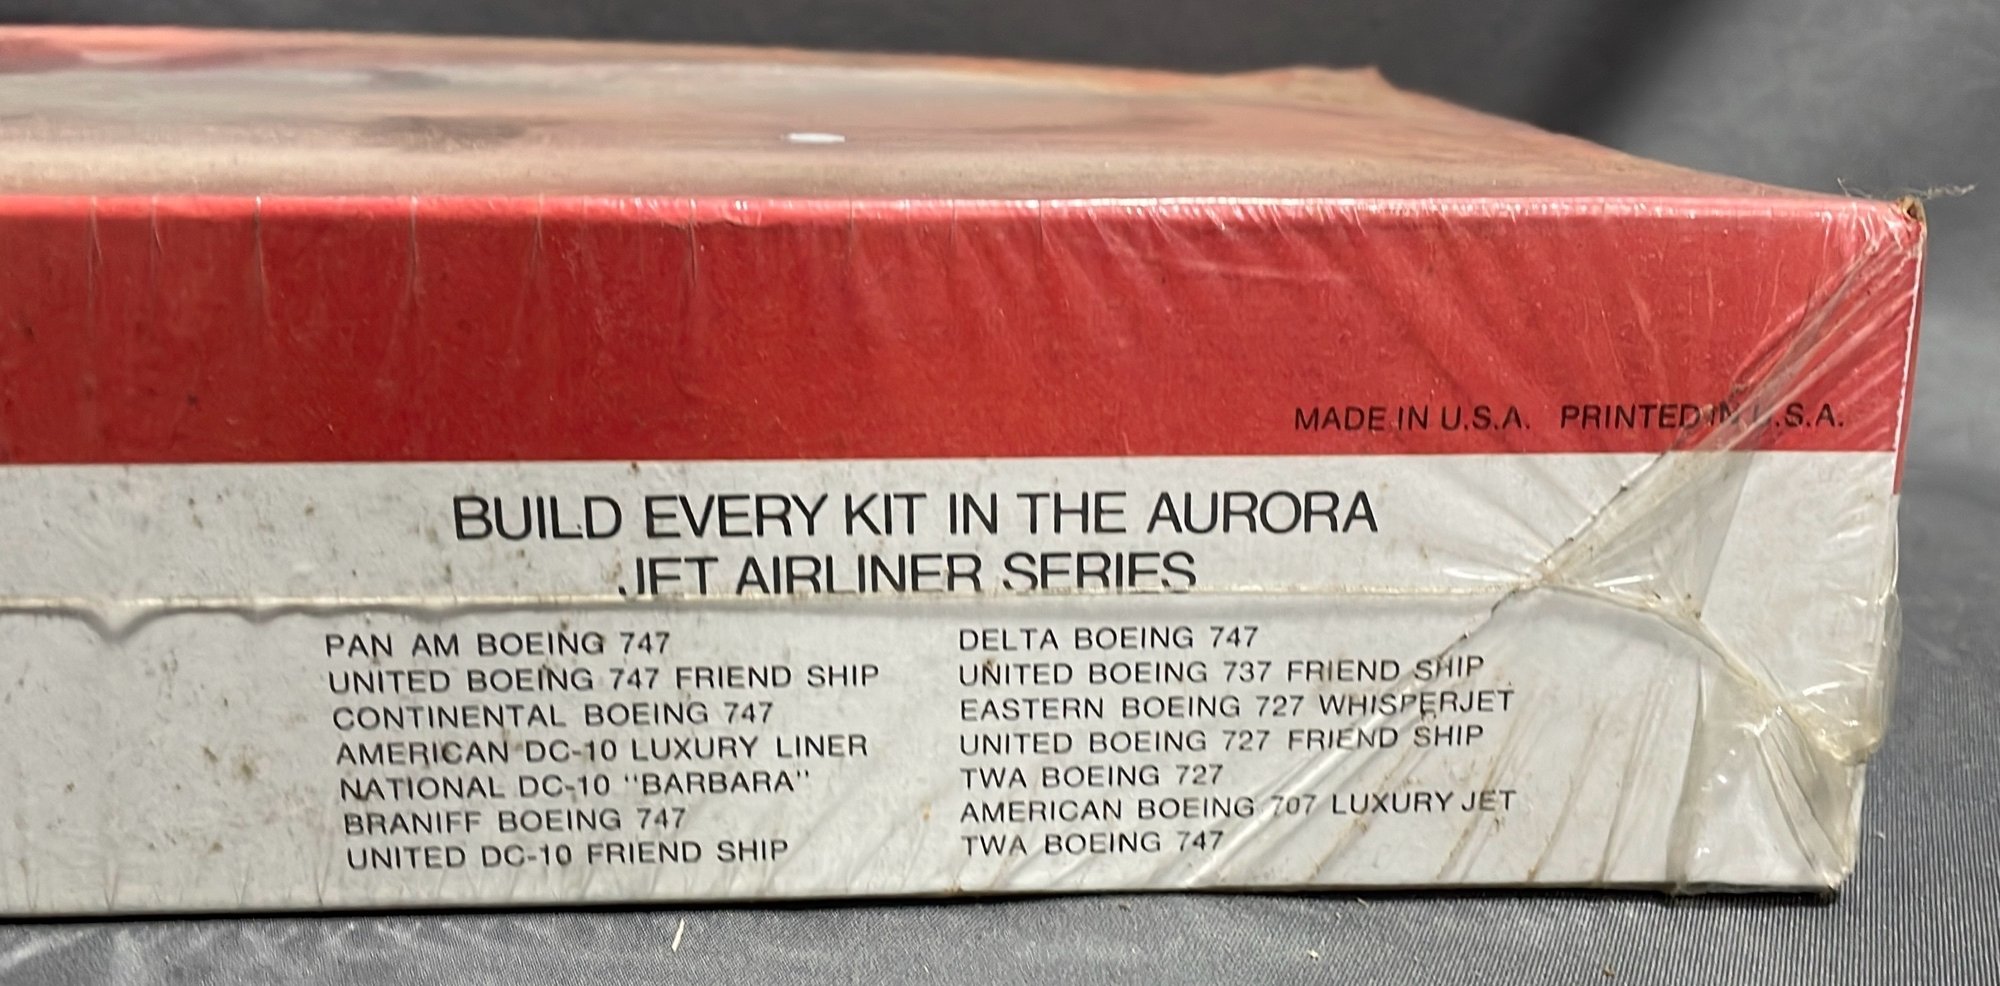 MADE IN U.S.A. PRINTED IN U.S.A.
BUILD EVERY KIT IN THE AURORA
JET AIRLINER SERIES
PAN AM BOEING 747
UNITED BOEING 747 FRIEND SHIP
CONTINENTAL BOEING 747
AMERICAN DC-10 LUXURY LINER
NATIONAL DC-10 "BARBARA"
BRANIFF BOEING 747
UNITED DC-10 FRIEND SHIP
DELTA BOEING 747
UNITED BOEING 737 FRIEND SHIP
EASTERN BOEING 727 WHISPERJET
UNITED BOEING 727 FRIEND SHIP
TWA BOEING 727
AMERICAN BOEING 707 LUXURY JET
TWA BOEING 747